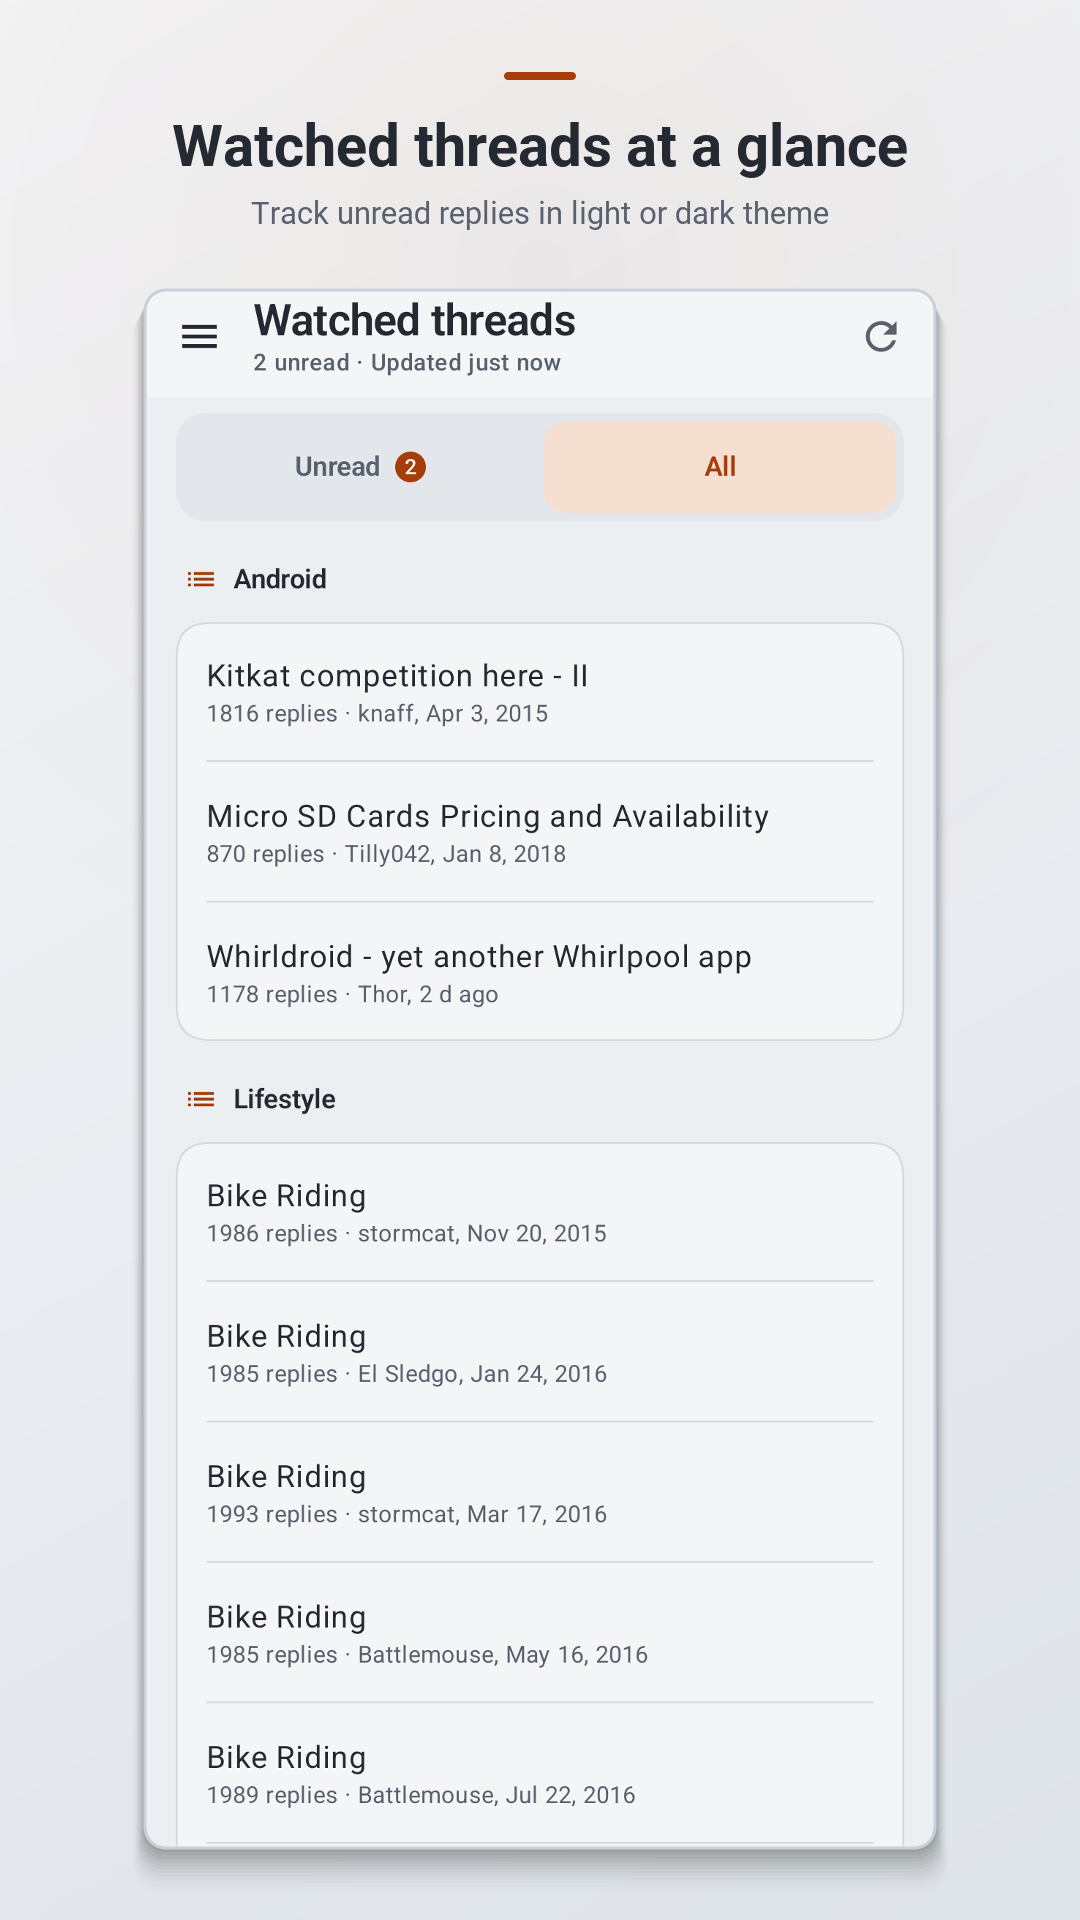 Watched threads at a glance
Track unread replies in light or dark theme
Watched threads
2 unread · Updated just now
Unread 2
All
Android
Kitkat competition here - II
1816 replies · knaff, Apr 3, 2015
Micro SD Cards Pricing and Availability
870 replies · Tilly042, Jan 8, 2018
Whirldroid - yet another Whirlpool app
1178 replies · Thor, 2 d ago
Lifestyle
Bike Riding
1986 replies · stormcat, Nov 20, 2015
Bike Riding
1985 replies · El Sledgo, Jan 24, 2016
Bike Riding
1993 replies · stormcat, Mar 17, 2016
Bike Riding
1985 replies · Battlemouse, May 16, 2016
Bike Riding
1989 replies · Battlemouse, Jul 22, 2016